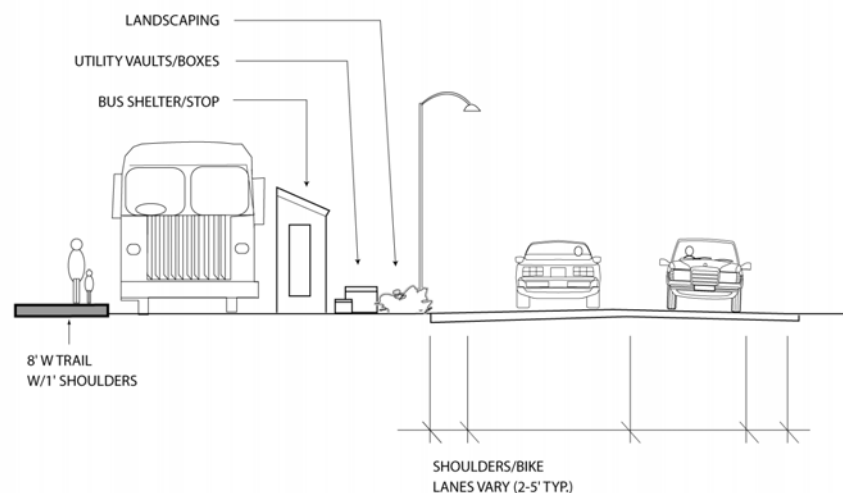 LANDSCAPING
UTILITY VAULTS/BOXES
BUS SHELTER/STOP
8' W TRAIL
W/1' SHOULDERS
SHOULDERS/BIKE
LANES VARY (2-5' TYP.)